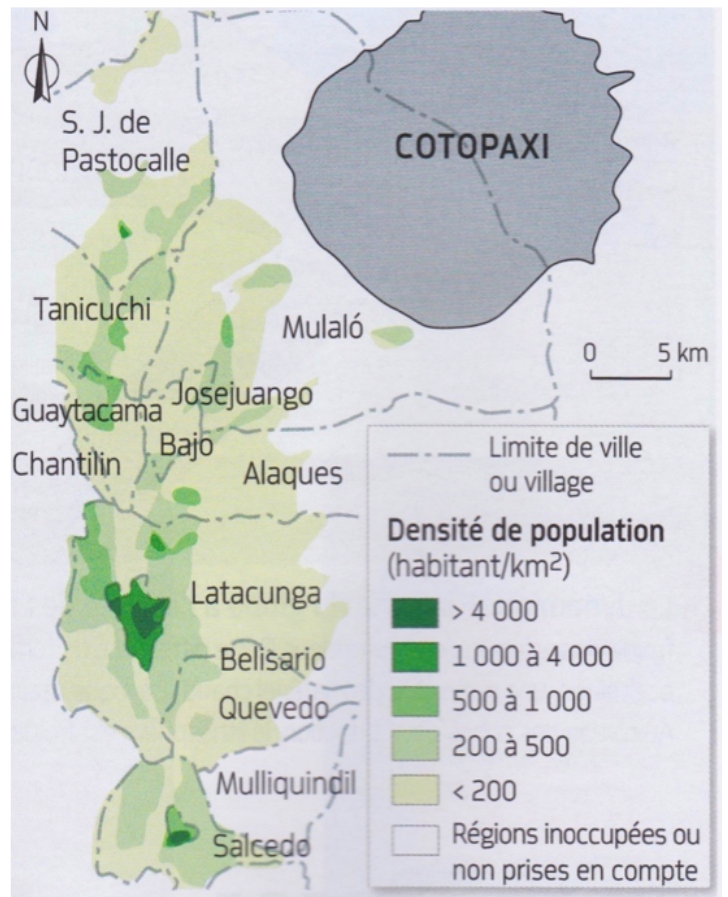 N
S. J. de
Pastocalle
COTOPAXI
Tanicuchi
Mulaló
0 5 km
Guaytacama
Josejuango
Bajo
Chantilin
Alaques
Latacunga
Belisario
Quevedo
Mulliquindil
Salcedo
Limite de ville
ou village
Densité de population
(habitant/km²)
> 4 000
1 000 à 4 000
500 à 1 000
200 à 500
< 200
Régions inoccupées ou
non prises en compte